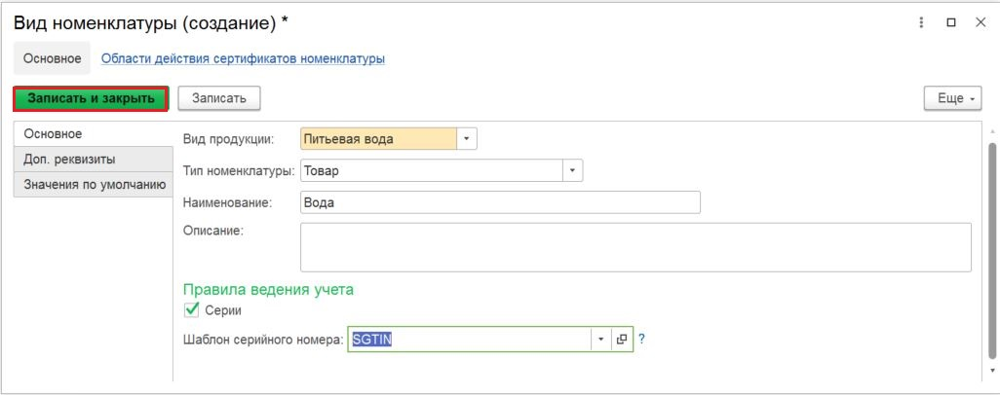 Вид номенклатуры (создание) *
Основное Области действия сертификатов номенклатуры
Записать и закрыть Записать Еще
Основное
Доп. реквизиты
Значения по умолчанию
Вид продукции: Питьевая вода
Тип номенклатуры: Товар
Наименование: Вода
Описание:
Правила ведения учета
Серии
Шаблон серийного номера: SGTIN ?